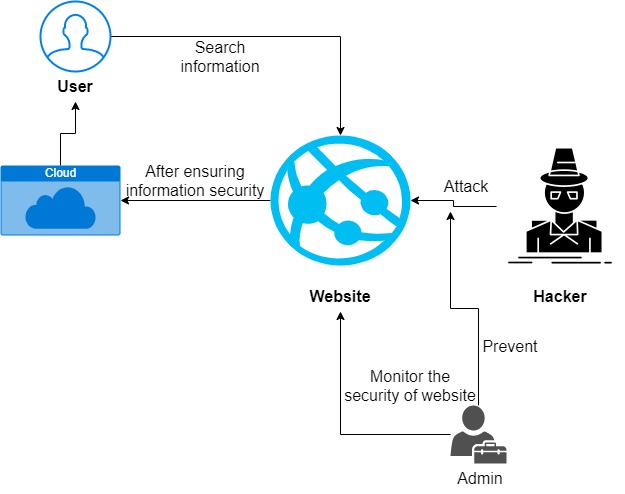 Search
information
User
Cloud
After ensuring
information security
Attack
Website
Hacker
Prevent
Monitor the
security of website
Admin